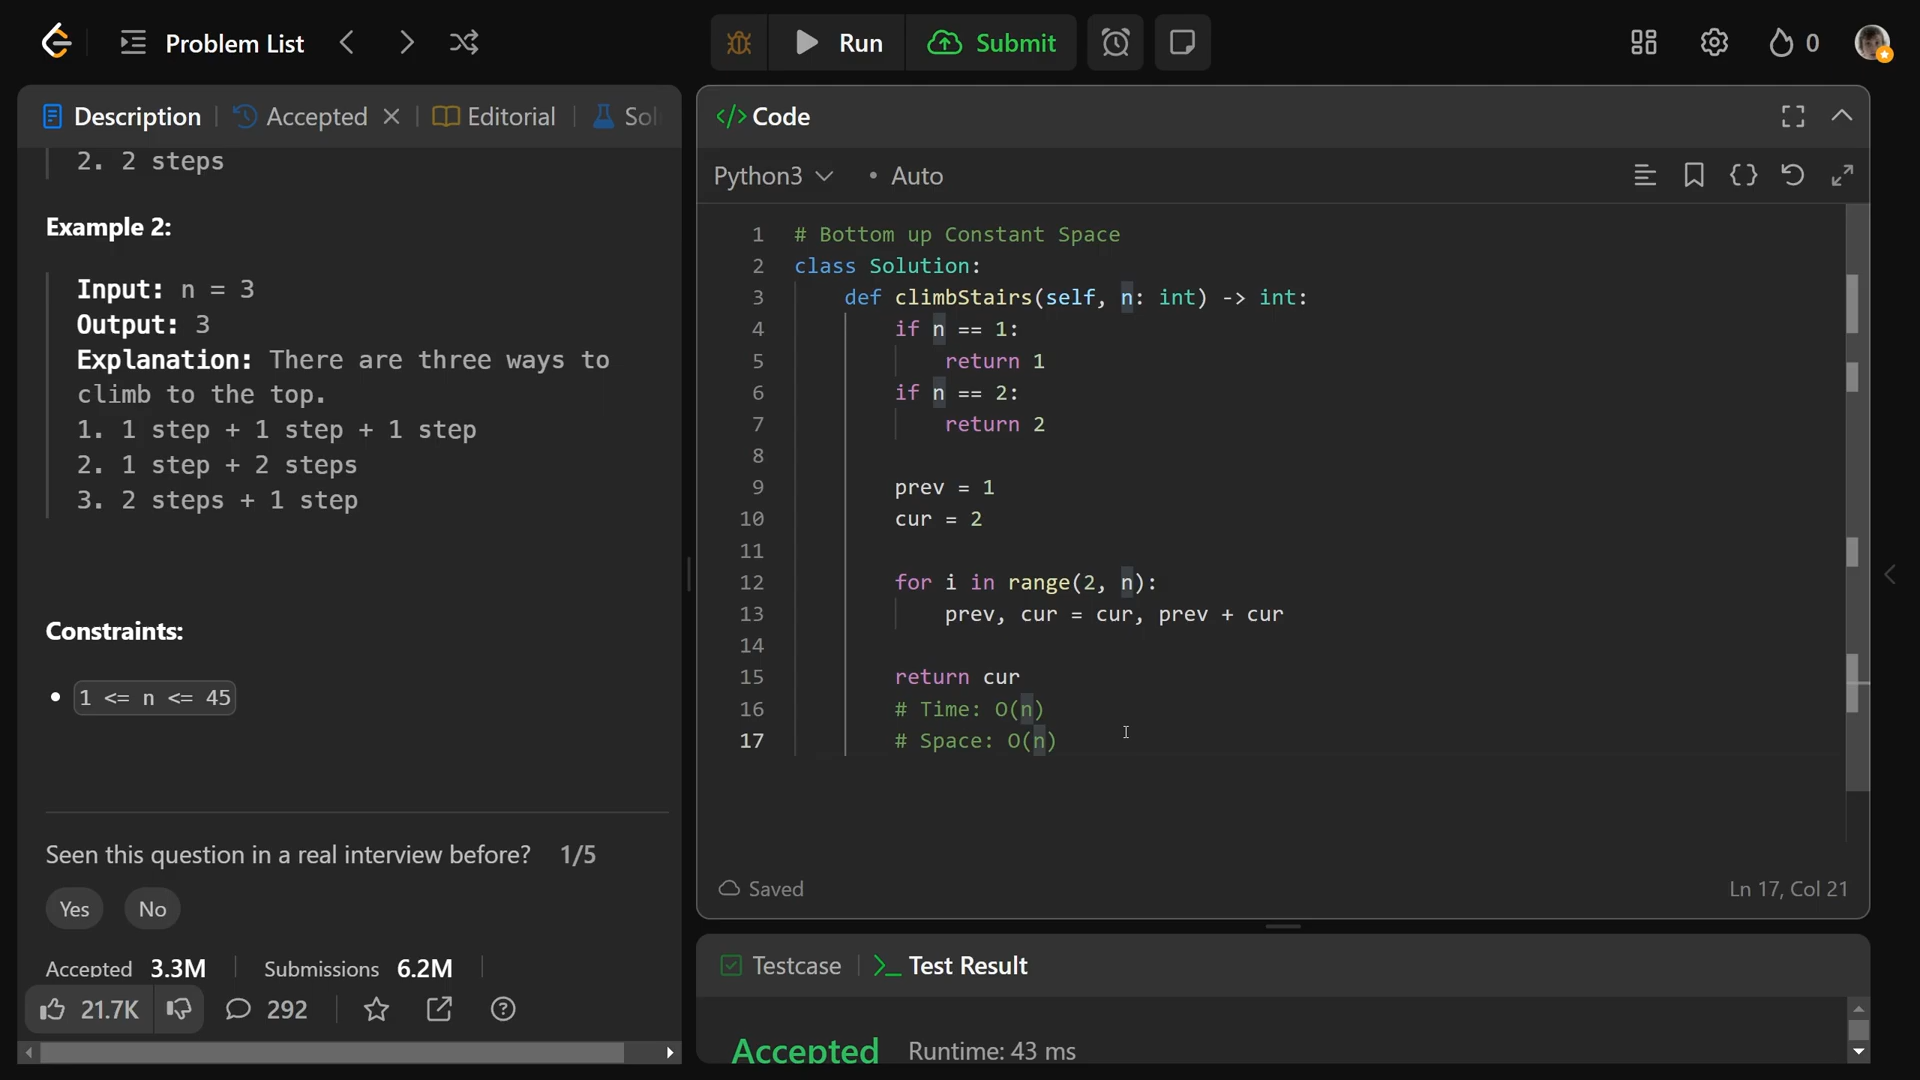 Problem List
Run
Submit
0
Description
Accepted
Editorial
Sol
2. 2 steps
Example 2:
Input: n = 3
Output: 3
Explanation: There are three ways to
climb to the top.
1. 1 step + 1 step + 1 step
2. 1 step + 2 steps
3. 2 steps + 1 step
Constraints:
1 <= n <= 45
Seen this question in a real interview before? 1/5
Yes No
Accepted 3.3M Submissions 6.2M
21.7K 292
</> Code
Python3 • Auto
1 # Bottom up Constant Space
2 class Solution:
3 def climbStairs(self, n: int) -> int:
4 if n == 1:
5 return 1
6 if n == 2:
7 return 2
8
9 prev = 1
10 cur = 2
11
12 for i in range(2, n):
13 prev, cur = cur, prev + cur
14
15 return cur
16 # Time: O(n)
17 # Space: O(n)
Saved
Ln 17, Col 21
Testcase
Test Result
Accepted Runtime: 43 ms